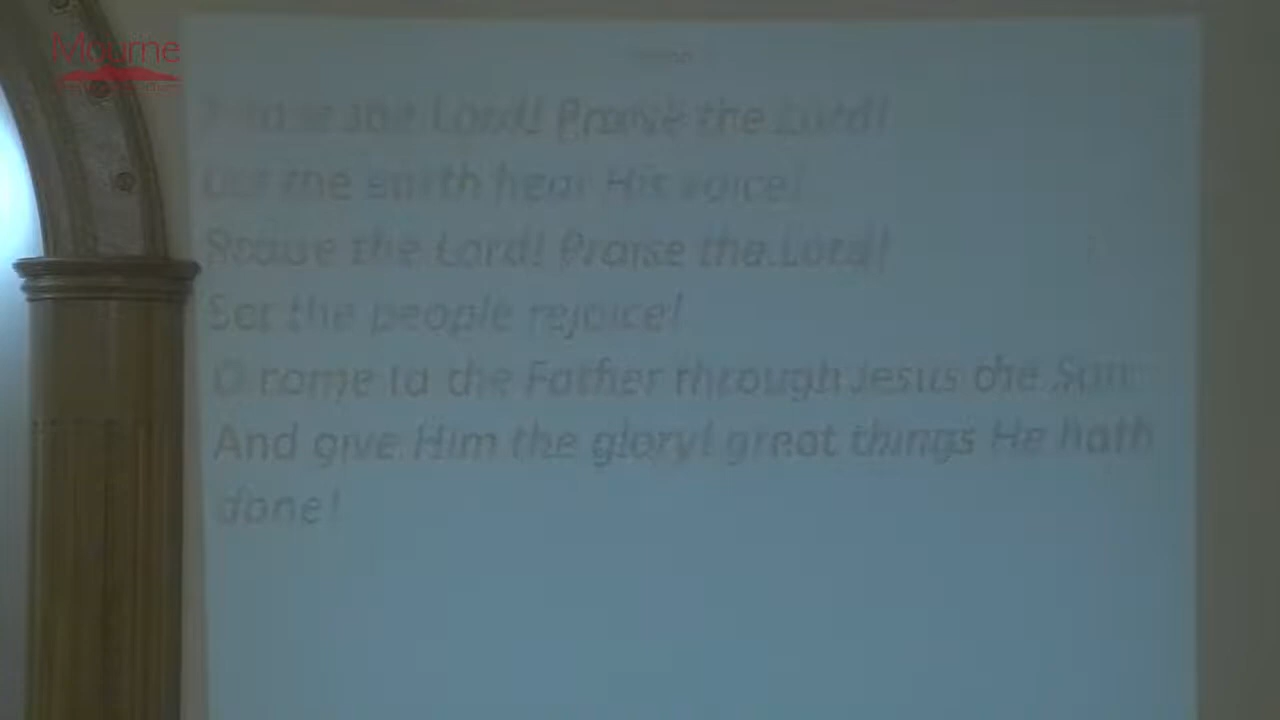 Mourne
Praise the Lord! Praise the Lord!
Let the earth hear His voice!
Praise the Lord! Praise the Lord!
Let the people rejoice!
O come to the Father through Jesus the Son:
And give Him the glory! great things He hath
done!